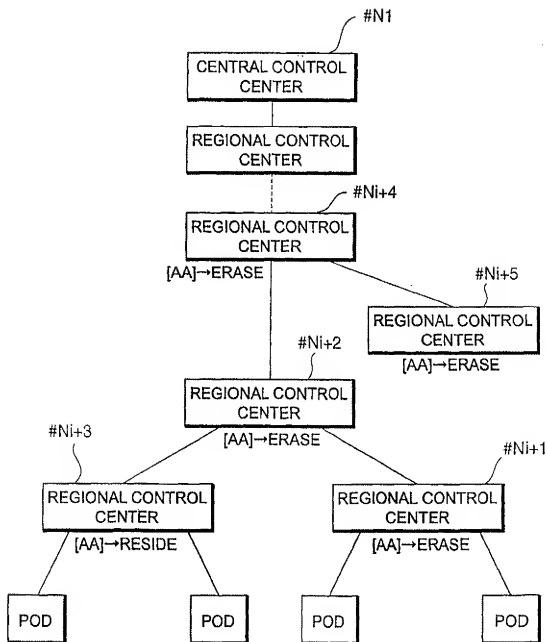 #N1
CENTRAL CONTROL
CENTER
REGIONAL CONTROL
CENTER
#Ni+4
REGIONAL CONTROL
CENTER
[AA]→ERASE
#Ni+5
REGIONAL CONTROL
CENTER
[AA]→ERASE
#Ni+2
REGIONAL CONTROL
CENTER
[AA]→ERASE
#Ni+3
REGIONAL CONTROL
CENTER
[AA]→RESIDE
#Ni+1
REGIONAL CONTROL
CENTER
[AA]→ERASE
POD
POD
POD
POD